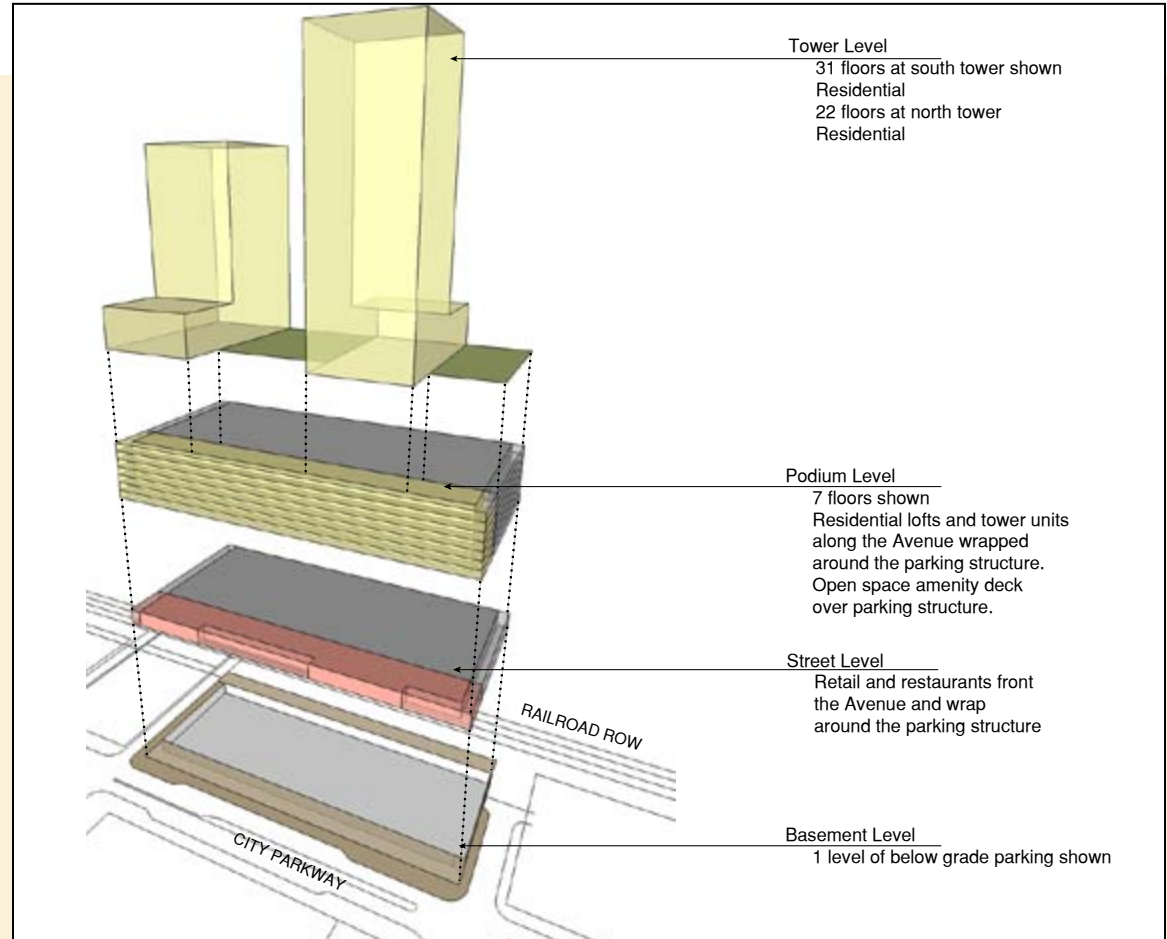 Tower Level
31 floors at south tower shown
Residential
22 floors at north tower
Residential
Podium Level
7 floors shown
Residential lofts and tower units
along the Avenue wrapped
around the parking structure.
Open space amenity deck
over parking structure.
Street Level
Retail and restaurants front
the Avenue and wrap
around the parking structure
RAILROAD ROW
Basement Level
1 level of below grade parking shown
CITY PARKWAY